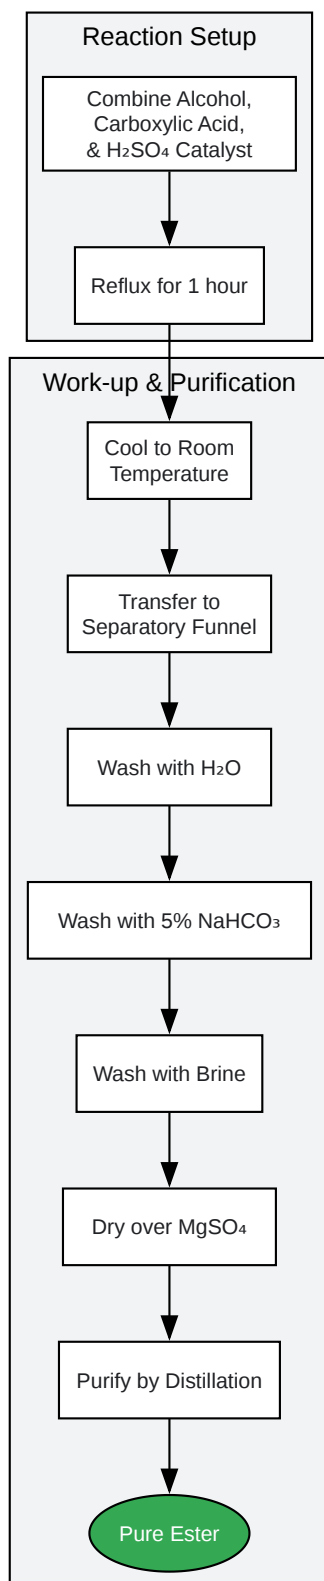 Reaction Setup
Combine Alcohol,
Carboxylic Acid,
& H₂SO₄ Catalyst
Reflux for 1 hour
Work-up & Purification
Cool to Room
Temperature
Transfer to
Separatory Funnel
Wash with H₂O
Wash with 5% NaHCO₃
Wash with Brine
Dry over MgSO₄
Purify by Distillation
Pure Ester